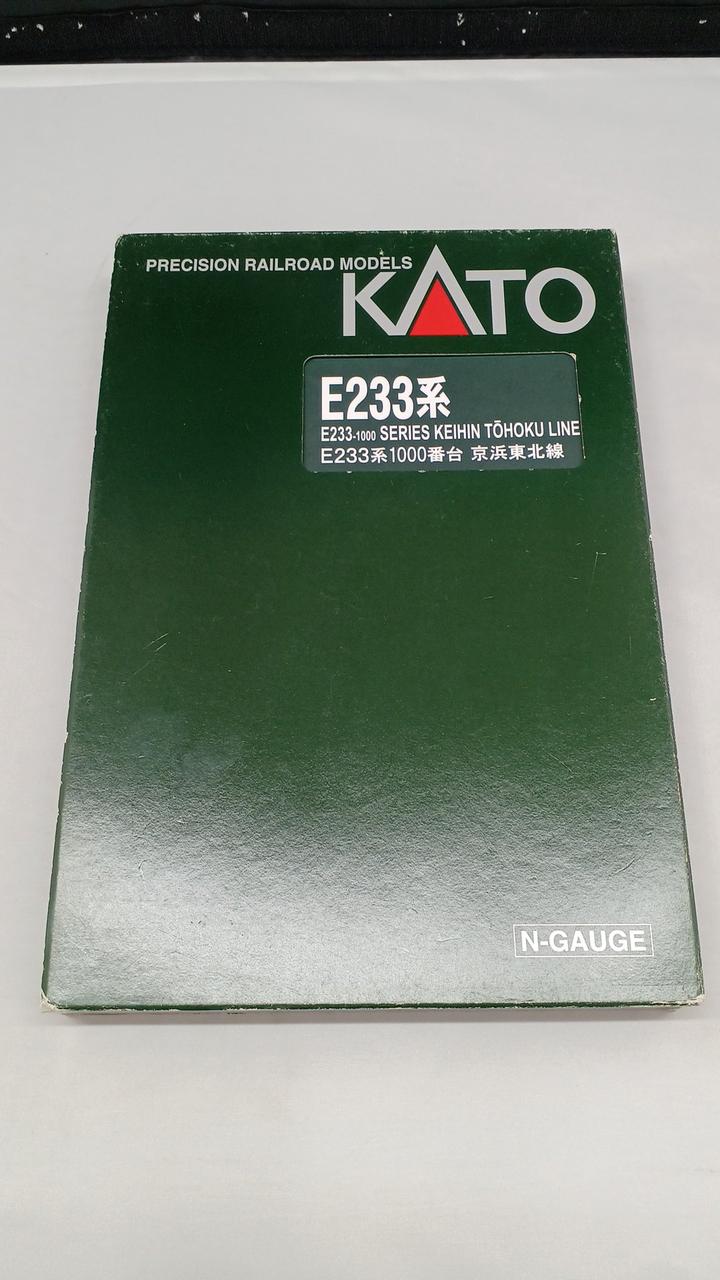 PRECISION RAILROAD MODELS
KATO
E233系
E233-1000 SERIES KEIHIN TŌHOKU LINE
E233系1000番台 京浜東北線
N-GAUGE